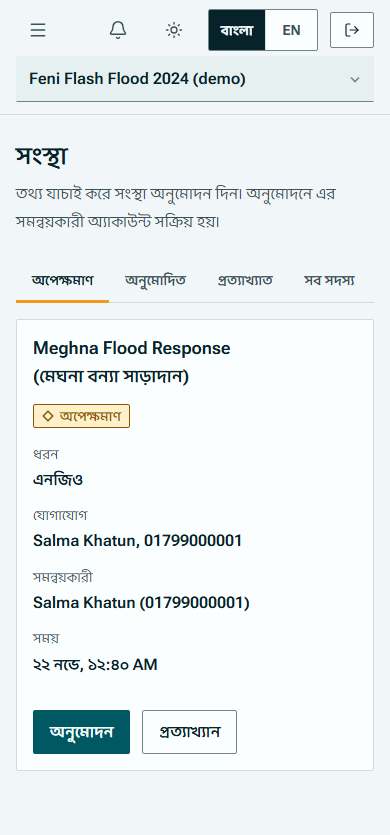 বাংলা EN
Feni Flash Flood 2024 (demo)
সংস্থা
তথ্য যাচাই করে সংস্থা অনুমোদন দিন। অনুমোদনে এর
সমন্বয়কারী অ্যাকাউন্ট সক্রিয় হয়।
অপেক্ষমাণ অনুমোদিত প্রত্যাখ্যাত সব সদস্য
Meghna Flood Response
(মেঘনা বন্যা সাড়াদান)
অপেক্ষমাণ
ধরন
এনজিও
যোগাযোগ
Salma Khatun, 01799000001
সমন্বয়কারী
Salma Khatun (01799000001)
সময়
২২ নভে, ১২:৪০ AM
অনুমোদন প্রত্যাখ্যান